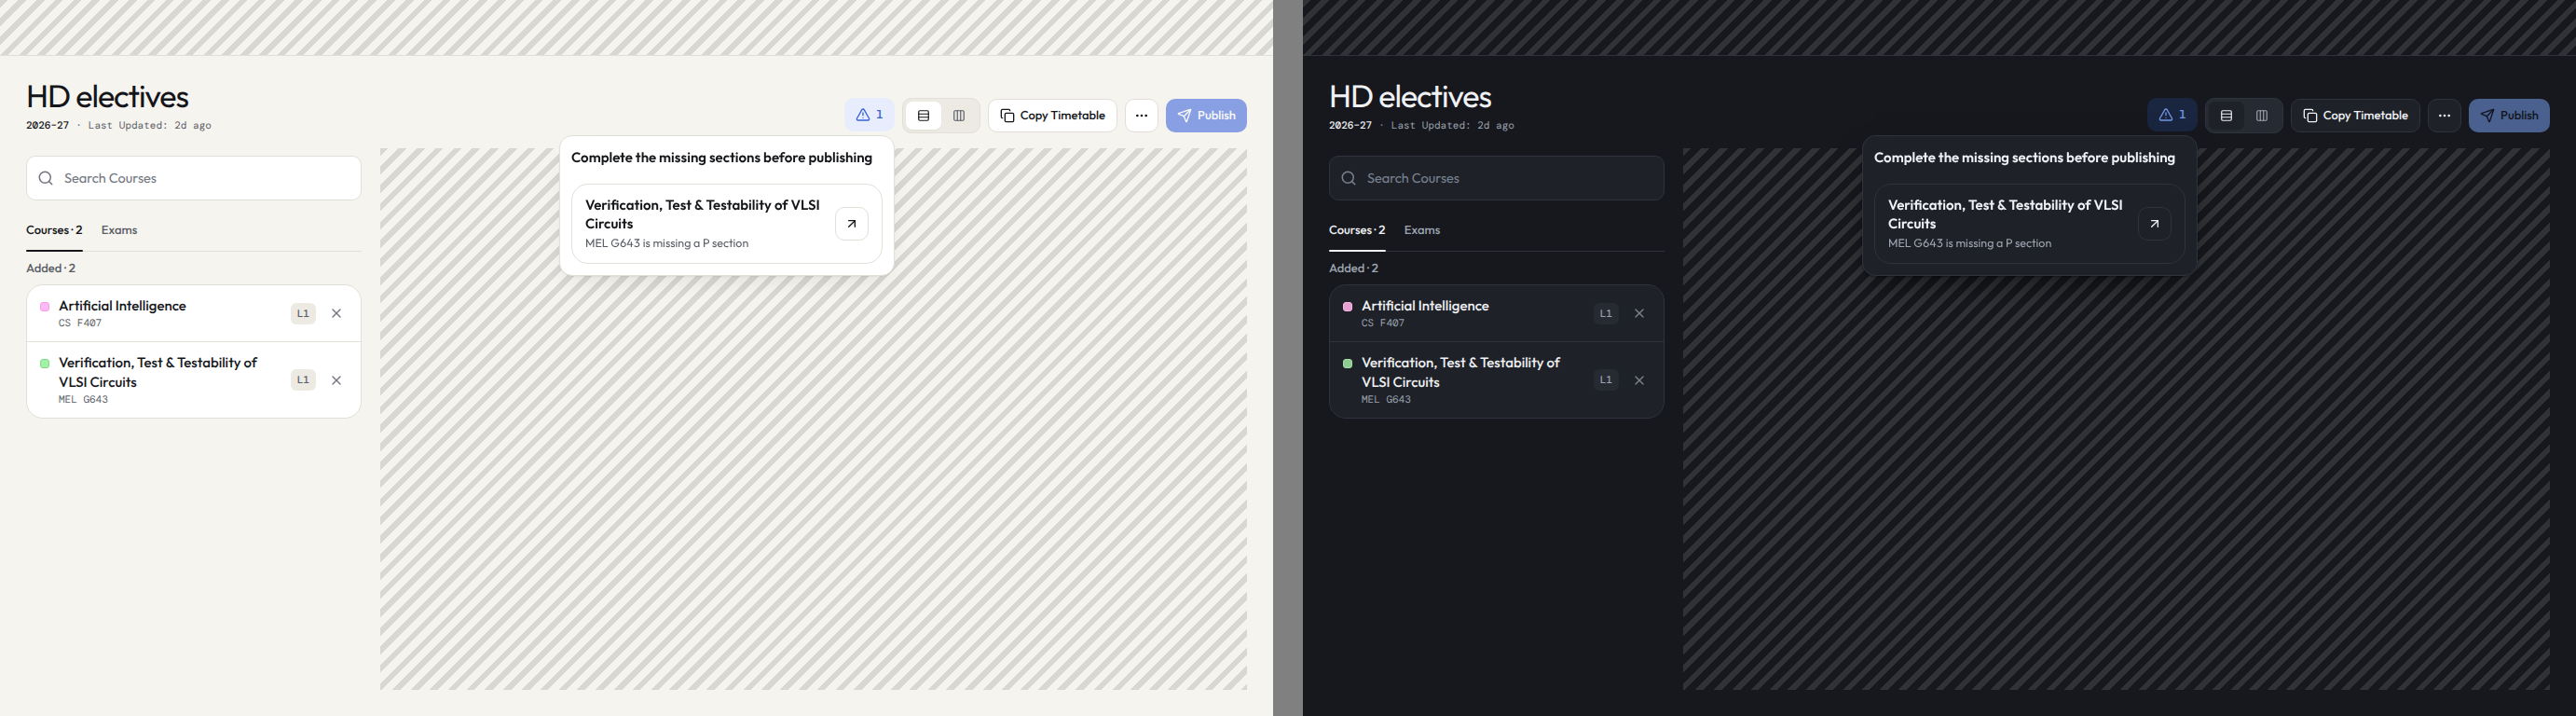 HD electives
2026-27 · Last Updated: 2d ago
1
Copy Timetable
Publish
Complete the missing sections before publishing
Verification, Test & Testability of VLSI
Circuits
MEL G643 is missing a P section
Search Courses
Courses · 2
Exams
Added · 2
Artificial Intelligence
CS F407
L1
Verification, Test & Testability of
VLSI Circuits
MEL G643
L1
HD electives
2026-27 · Last Updated: 2d ago
1
Copy Timetable
Publish
Complete the missing sections before publishing
Verification, Test & Testability of VLSI
Circuits
MEL G643 is missing a P section
Search Courses
Courses · 2
Exams
Added · 2
Artificial Intelligence
CS F407
L1
Verification, Test & Testability of
VLSI Circuits
MEL G643
L1